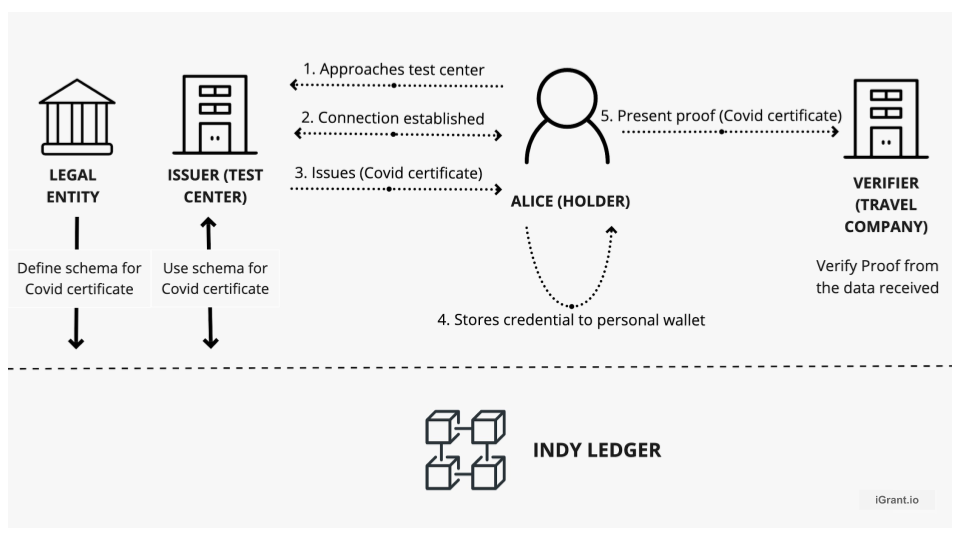 1. Approaches test center
2. Connection established
3. Issues (Covid certificate)
5. Present proof (Covid certificate)
LEGAL
ENTITY
ISSUER (TEST
CENTER)
ALICE (HOLDER)
VERIFIER
(TRAVEL
COMPANY)
Define schema for
Covid certificate
Use schema for
Covid certificate
Verify Proof from
the data received
4. Stores credential to personal wallet
INDY LEDGER
iGrant.io